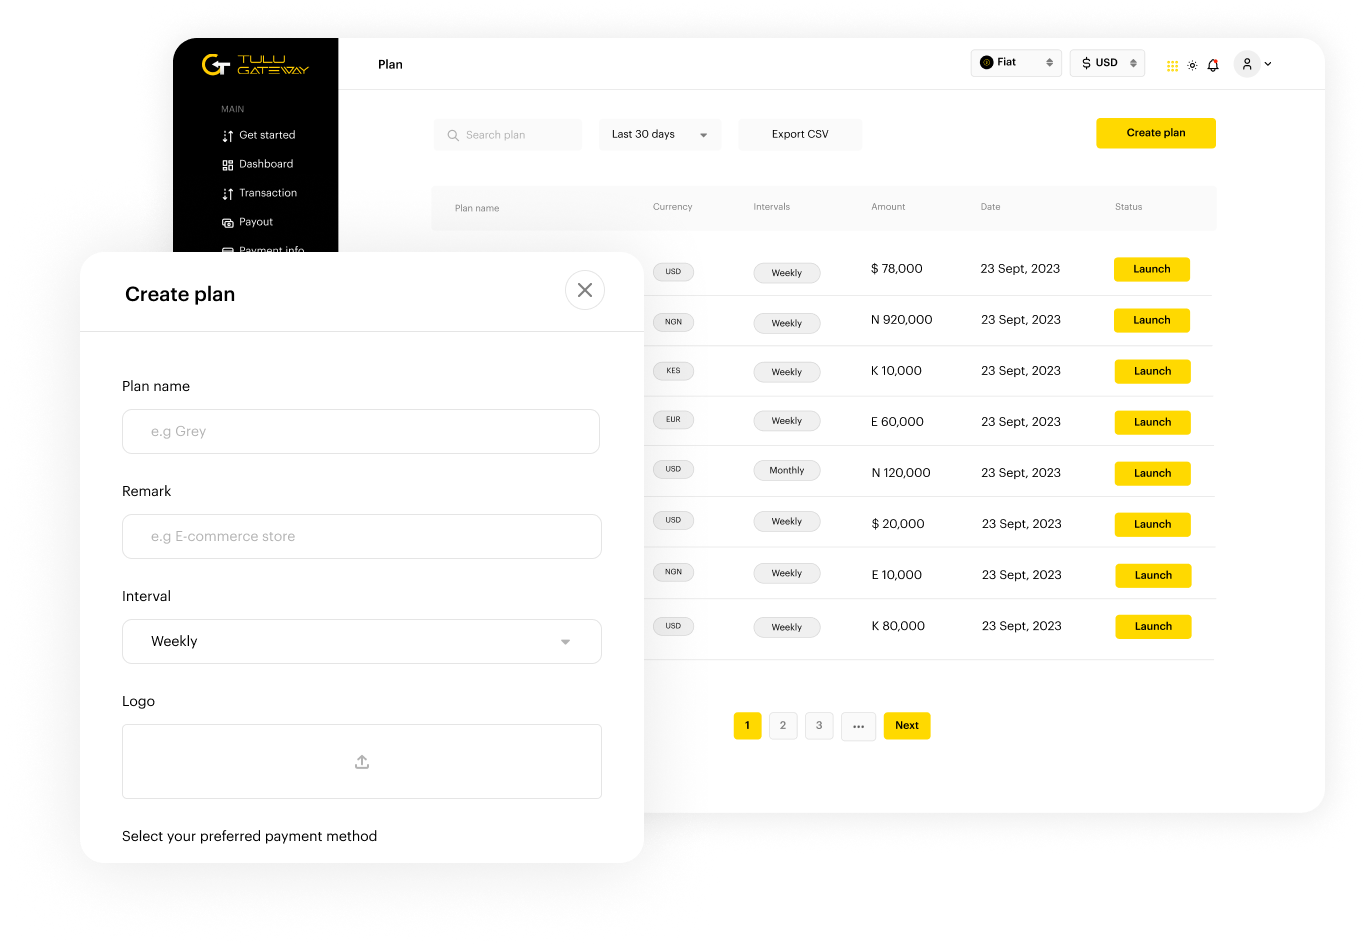 TULU
GATEWAY
Plan
Fiat
$ USD
MAIN
Get started
Dashboard
Transaction
Payout
Payment info
Search plan
Last 30 days
Export CSV
Create plan
Plan name Currency Intervals Amount Date Status
USD Weekly $ 78,000 23 Sept, 2023 Launch
NGN Weekly N 920,000 23 Sept, 2023 Launch
KES Weekly K 10,000 23 Sept, 2023 Launch
EUR Weekly E 60,000 23 Sept, 2023 Launch
USD Monthly N 120,000 23 Sept, 2023 Launch
USD Weekly $ 20,000 23 Sept, 2023 Launch
NGN Weekly E 10,000 23 Sept, 2023 Launch
USD Weekly K 80,000 23 Sept, 2023 Launch
1 2 3 ... Next
Create plan
Plan name
e.g Grey
Remark
e.g E-commerce store
Interval
Weekly
Logo
Select your preferred payment method